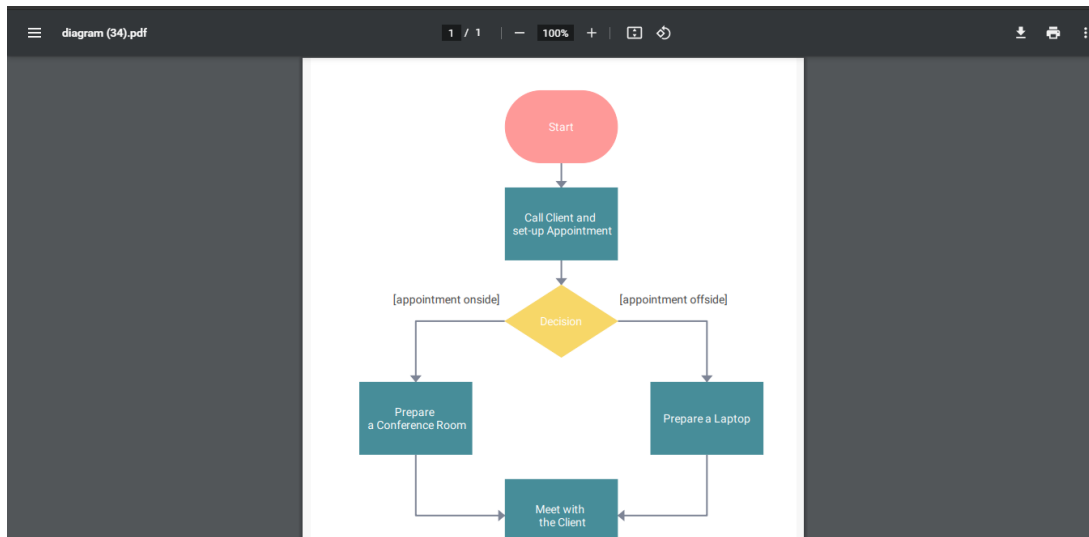 diagram (34).pdf
1 / 1
100%
Start
Call Client and
set-up Appointment
[appointment onside]
[appointment offside]
Decision
Prepare
a Conference Room
Prepare a Laptop
Meet with
the Client